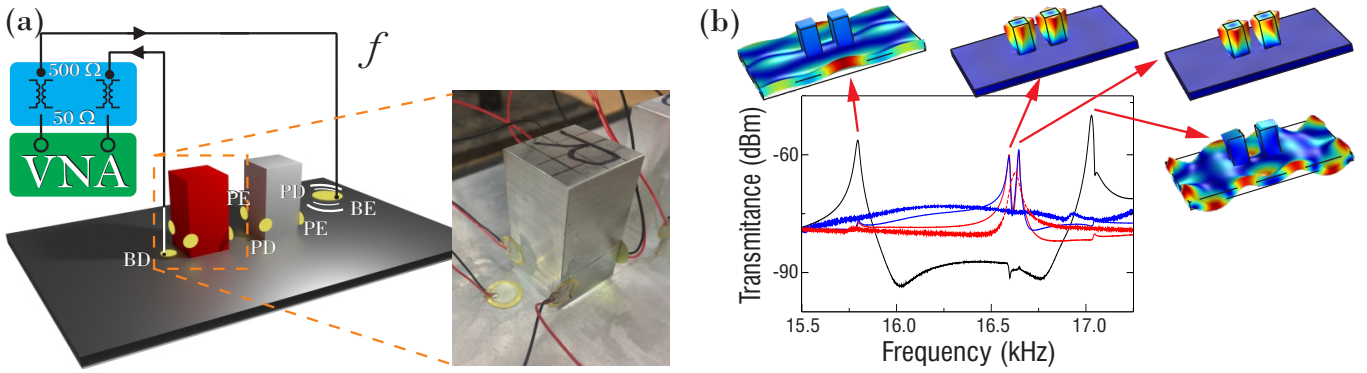 (a)
f
500 Ω
50 Ω
VNA
PE
PD
BE
PE
PD
BD
(b)
Transmitance (dBm)
-60
-90
15.5 16.0 16.5 17.0
Frequency (kHz)